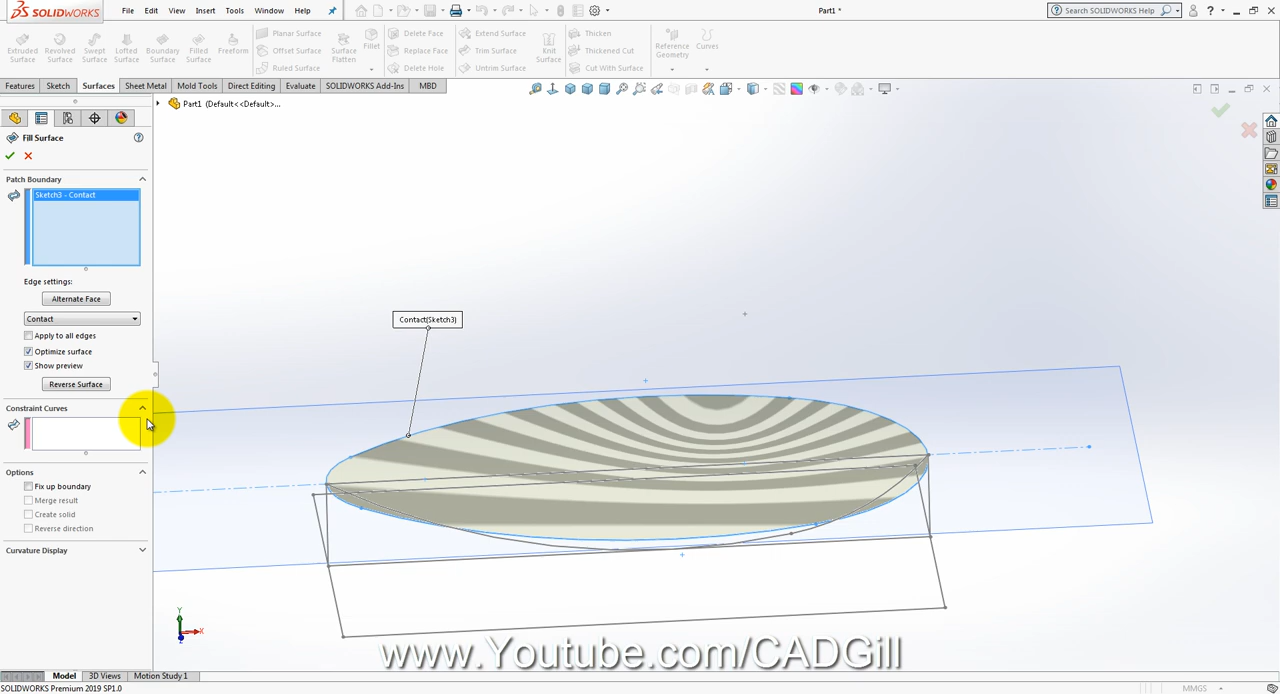 SOLIDWORKS
File Edit View Insert Tools Window Help
Part1 *
Search SOLIDWORKS Help
Extruded Surface
Revolved Surface
Swept Surface
Lofted Surface
Boundary Surface
Filled Surface
Freeform
Planar Surface
Offset Surface
Ruled Surface
Surface Flatten
Fillet
Delete Face
Replace Face
Delete Hole
Extend Surface
Trim Surface
Untrim Surface
Knit Surface
Thicken
Thickened Cut
Cut With Surface
Reference Geometry
Curves
Features Sketch Surfaces Sheet Metal Mold Tools Direct Editing Evaluate SOLIDWORKS Add-Ins MBD
Part1 (Default<<Default>...
Fill Surface
Patch Boundary
Sketch3 - Contact
Edge settings:
Alternate Face
Contact
Apply to all edges
Optimize surface
Show preview
Reverse Surface
Constraint Curves
Options
Fix up boundary
Merge result
Create solid
Reverse direction
Curvature Display
Contact(Sketch3)
Y
X
Z
www.Youtube.com/CADGill
Model 3D Views Motion Study 1
SOLIDWORKS Premium 2019 SP1.0
MMGS